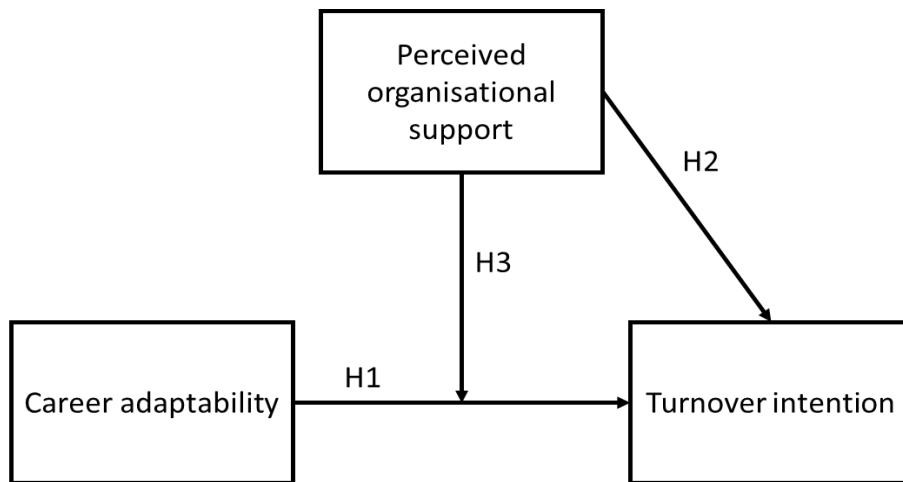 Perceived
organisational
support
H2
H3
H1
Career adaptability
Turnover intention